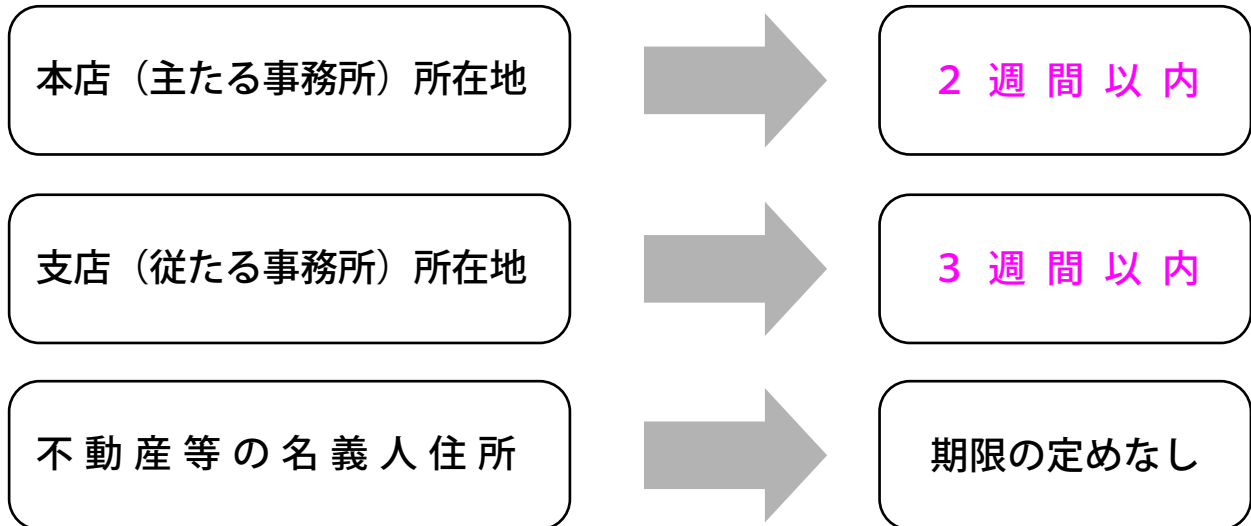 本店（主たる事務所）所在地
２週間以内
支店（従たる事務所）所在地
３週間以内
不動産等の名義人住所
期限の定めなし